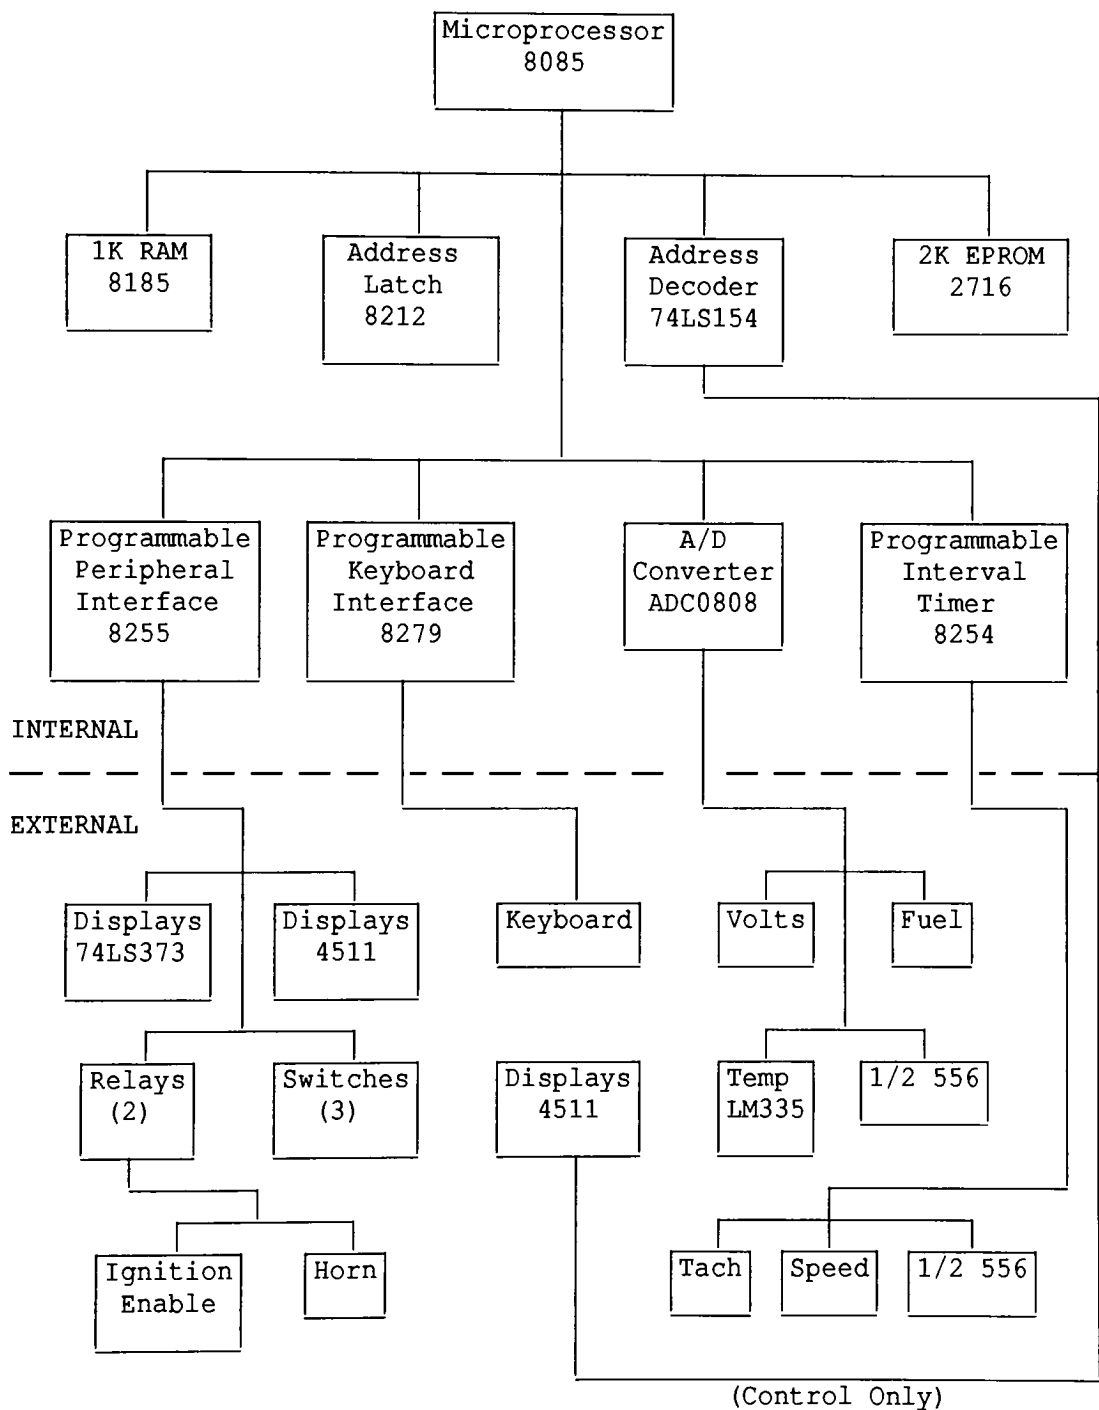 Microprocessor
8085
1K RAM
8185
Address
Latch
8212
Address
Decoder
74LS154
2K EPROM
2716
Programmable
Peripheral
Interface
8255
Programmable
Keyboard
Interface
8279
A/D
Converter
ADC0808
Programmable
Interval
Timer
8254
INTERNAL
EXTERNAL
Displays
74LS373
Displays
4511
Keyboard
Volts
Fuel
Relays
(2)
Switches
(3)
Displays
4511
Temp
LM335
1/2 556
Ignition
Enable
Horn
Tach
Speed
1/2 556
(Control Only)